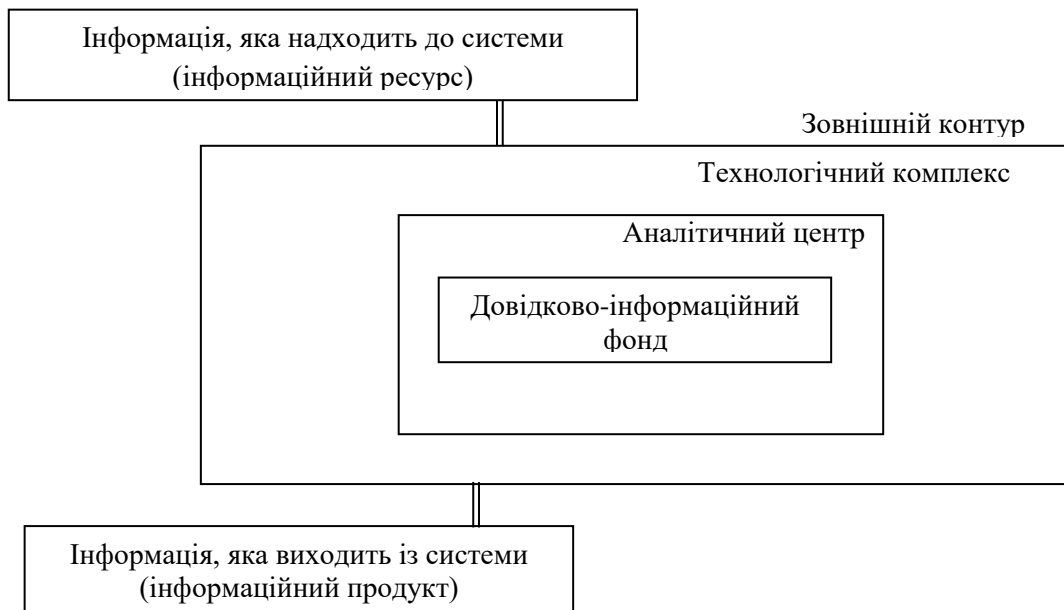 Інформація, яка надходить до системи
(інформаційний ресурс)
Зовнішній контур
Технологічний комплекс
Аналітичний центр
Довідково-інформаційний
фонд
Інформація, яка виходить із системи
(інформаційний продукт)